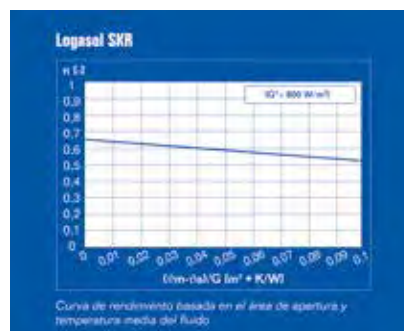 Logasol SKR
η [-]
1
0,9
0,8
0,7
0,6
0,5
0,4
0,3
0,2
0,1
0
0 0,01 0,02 0,03 0,04 0,05 0,06 0,07 0,08 0,09 0,1
Curva de rendimiento basada en el área de apertura y
temperatura media del fluido